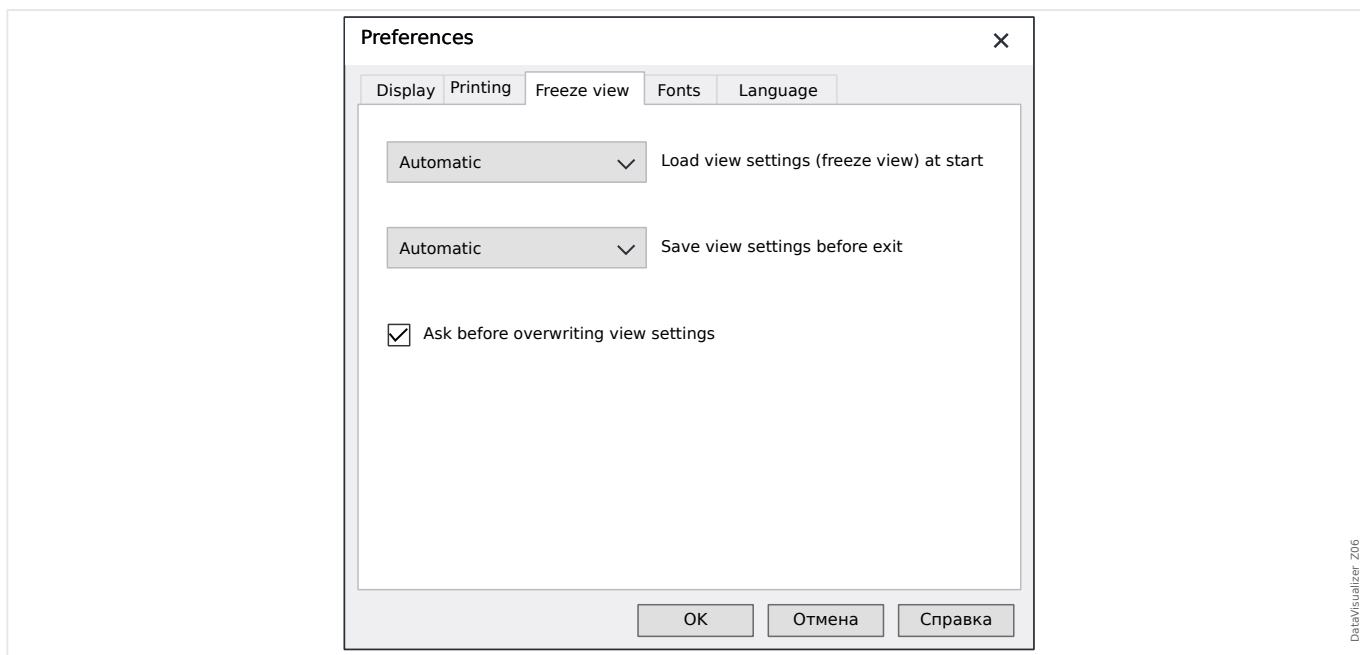 Preferences
Display Printing Freeze view Fonts Language
Automatic Load view settings (freeze view) at start
Automatic Save view settings before exit
Ask before overwriting view settings
OK Отмена Справка
DataVisualizer Z06